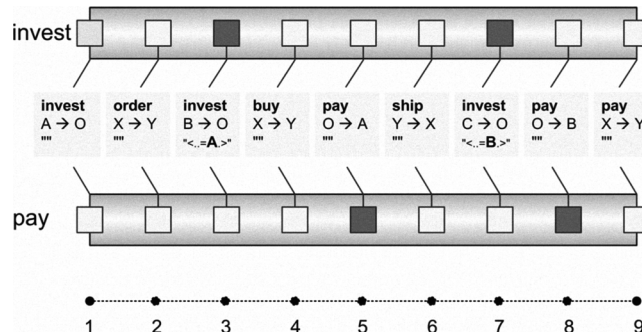 invest
invest
A → O
""
order
X → Y
""
invest
B → O
"<..=A.>"
buy
X → Y
""
pay
O → A
""
ship
Y → X
""
invest
C → O
"<..=B.>"
pay
O → B
""
pay
X → Y
""
pay
1 2 3 4 5 6 7 8 9